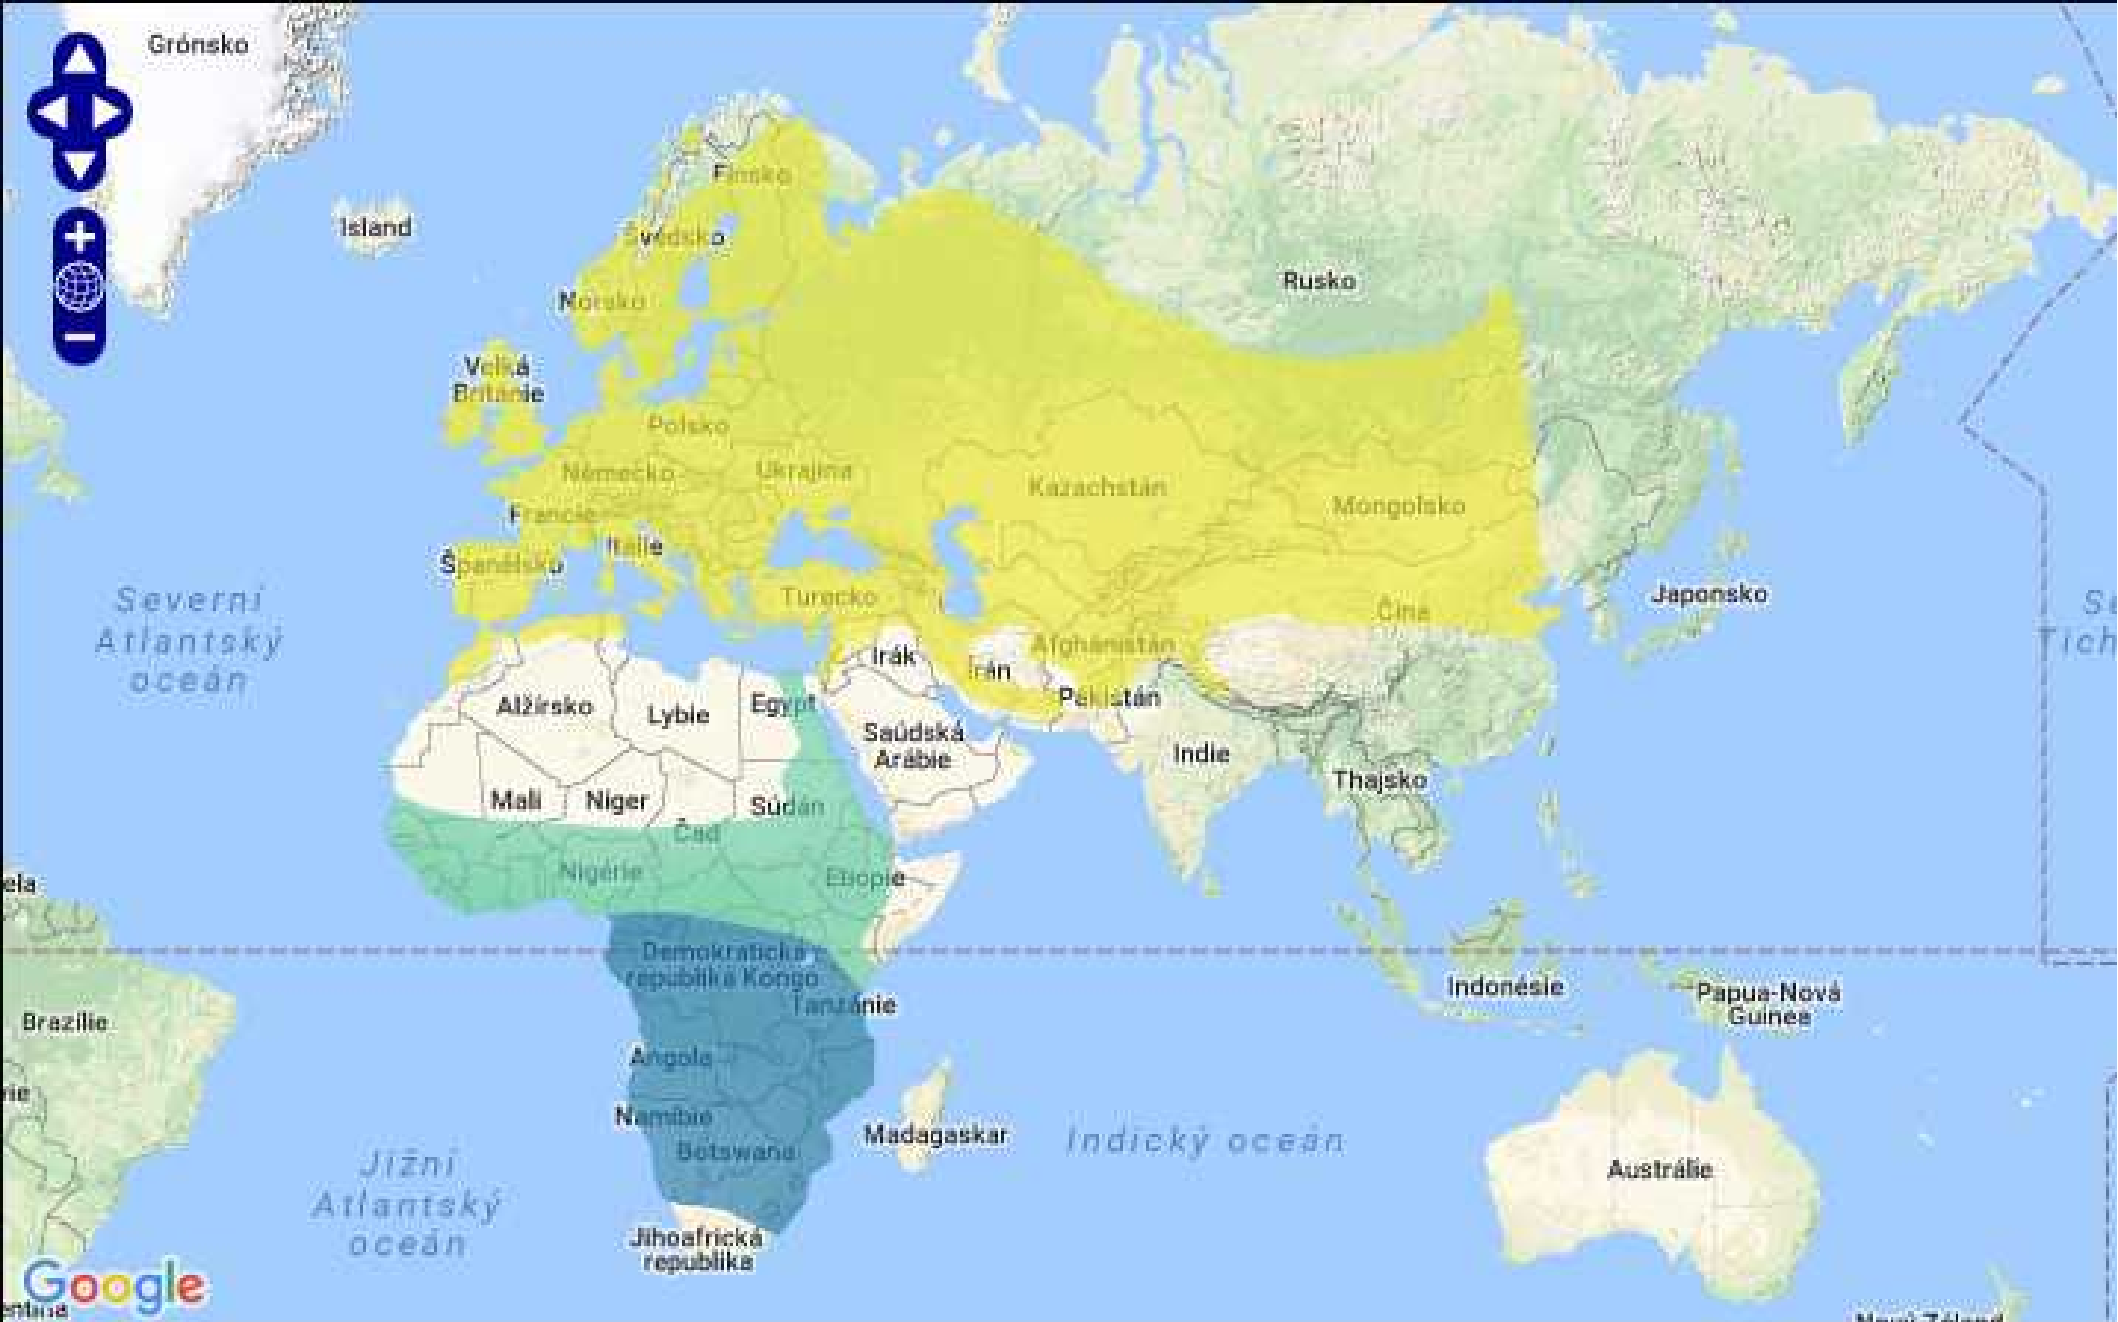 Grónsko
Island
Finsko
Švédsko
Norsko
Rusko
Velká
Británie
Polsko
Německo
Ukrajina
Kazachstán
Mongolsko
Francie
Itálie
Španělsko
Turecko
Čína
Japonsko
Severní
Atlantský
oceán
Afghánistán
Irák
Írán
Pákistán
Alžírsko
Lybie
Egypt
Saúdská
Arábie
Indie
Thajsko
Mali
Niger
Súdán
Čad
Nigérie
Etiopie
ela
Demokratická
republika Kongo
Tanzánie
Indonésie
Papua-Nová
Guinea
Brazílie
Angola
Namibie
Botswana
Madagaskar
Indický oceán
Austrálie
Jižní
Atlantský
oceán
Jihoafrická
republika
Google